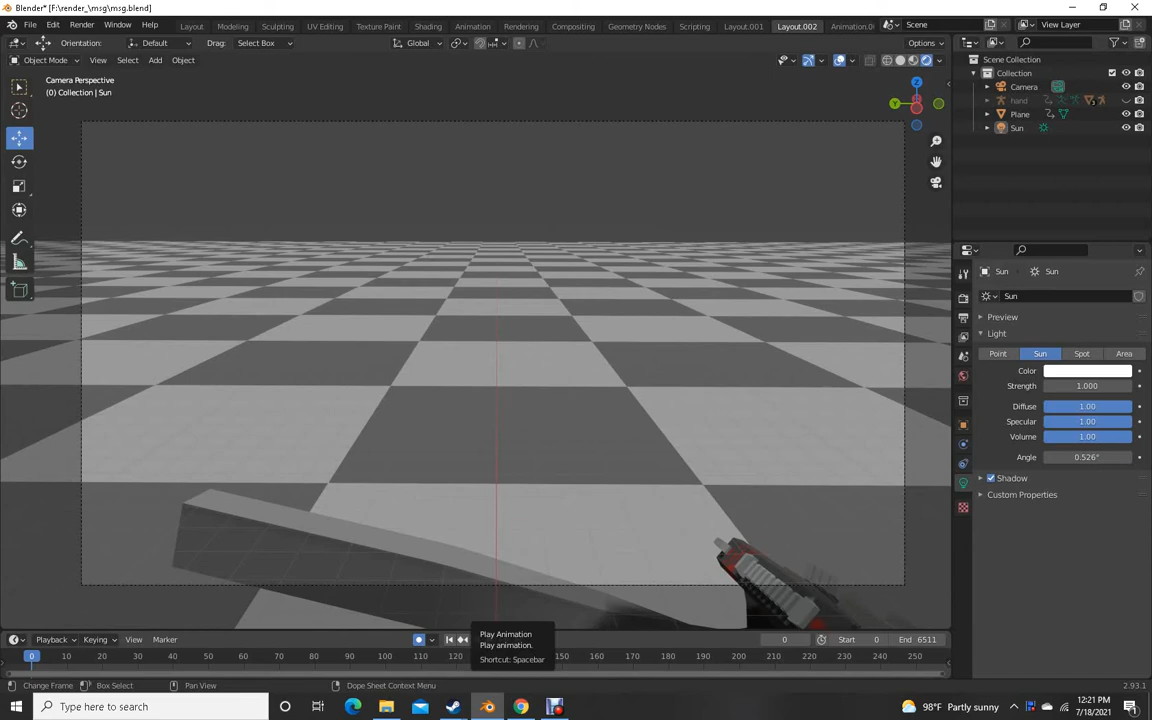 Blender* [F:\render_\msg\msg.blend]
File Edit Render Window Help Layout Modeling Sculpting UV Editing Texture Paint Shading Animation Rendering Compositing Geometry Nodes Scripting Layout.001 Layout.002 Animation.0 Scene View Layer
Orientation: Default Drag: Select Box Global Options
Object Mode View Select Add Object
Camera Perspective
(0) Collection | Sun
Z
Y
Scene Collection
Collection
Camera
hand 3
Plane
Sun
Sun Sun
Sun
Preview
Light
Point Sun Spot Area
Color
Strength 1.000
Diffuse 1.00
Specular 1.00
Volume 1.00
Angle 0.526°
Shadow
Custom Properties
Play Animation
Play animation.
Shortcut: Spacebar
Playback Keying View Marker 0 Start 0 End 6511
0 10 20 30 40 50 60 70 80 90 100 110 120 150 160 170 180 190 200 210 220 230 240 250
Change Frame Box Select Pan View Dope Sheet Context Menu 2.93.1
Type here to search 98°F Partly sunny 12:21 PM
7/18/2021 1